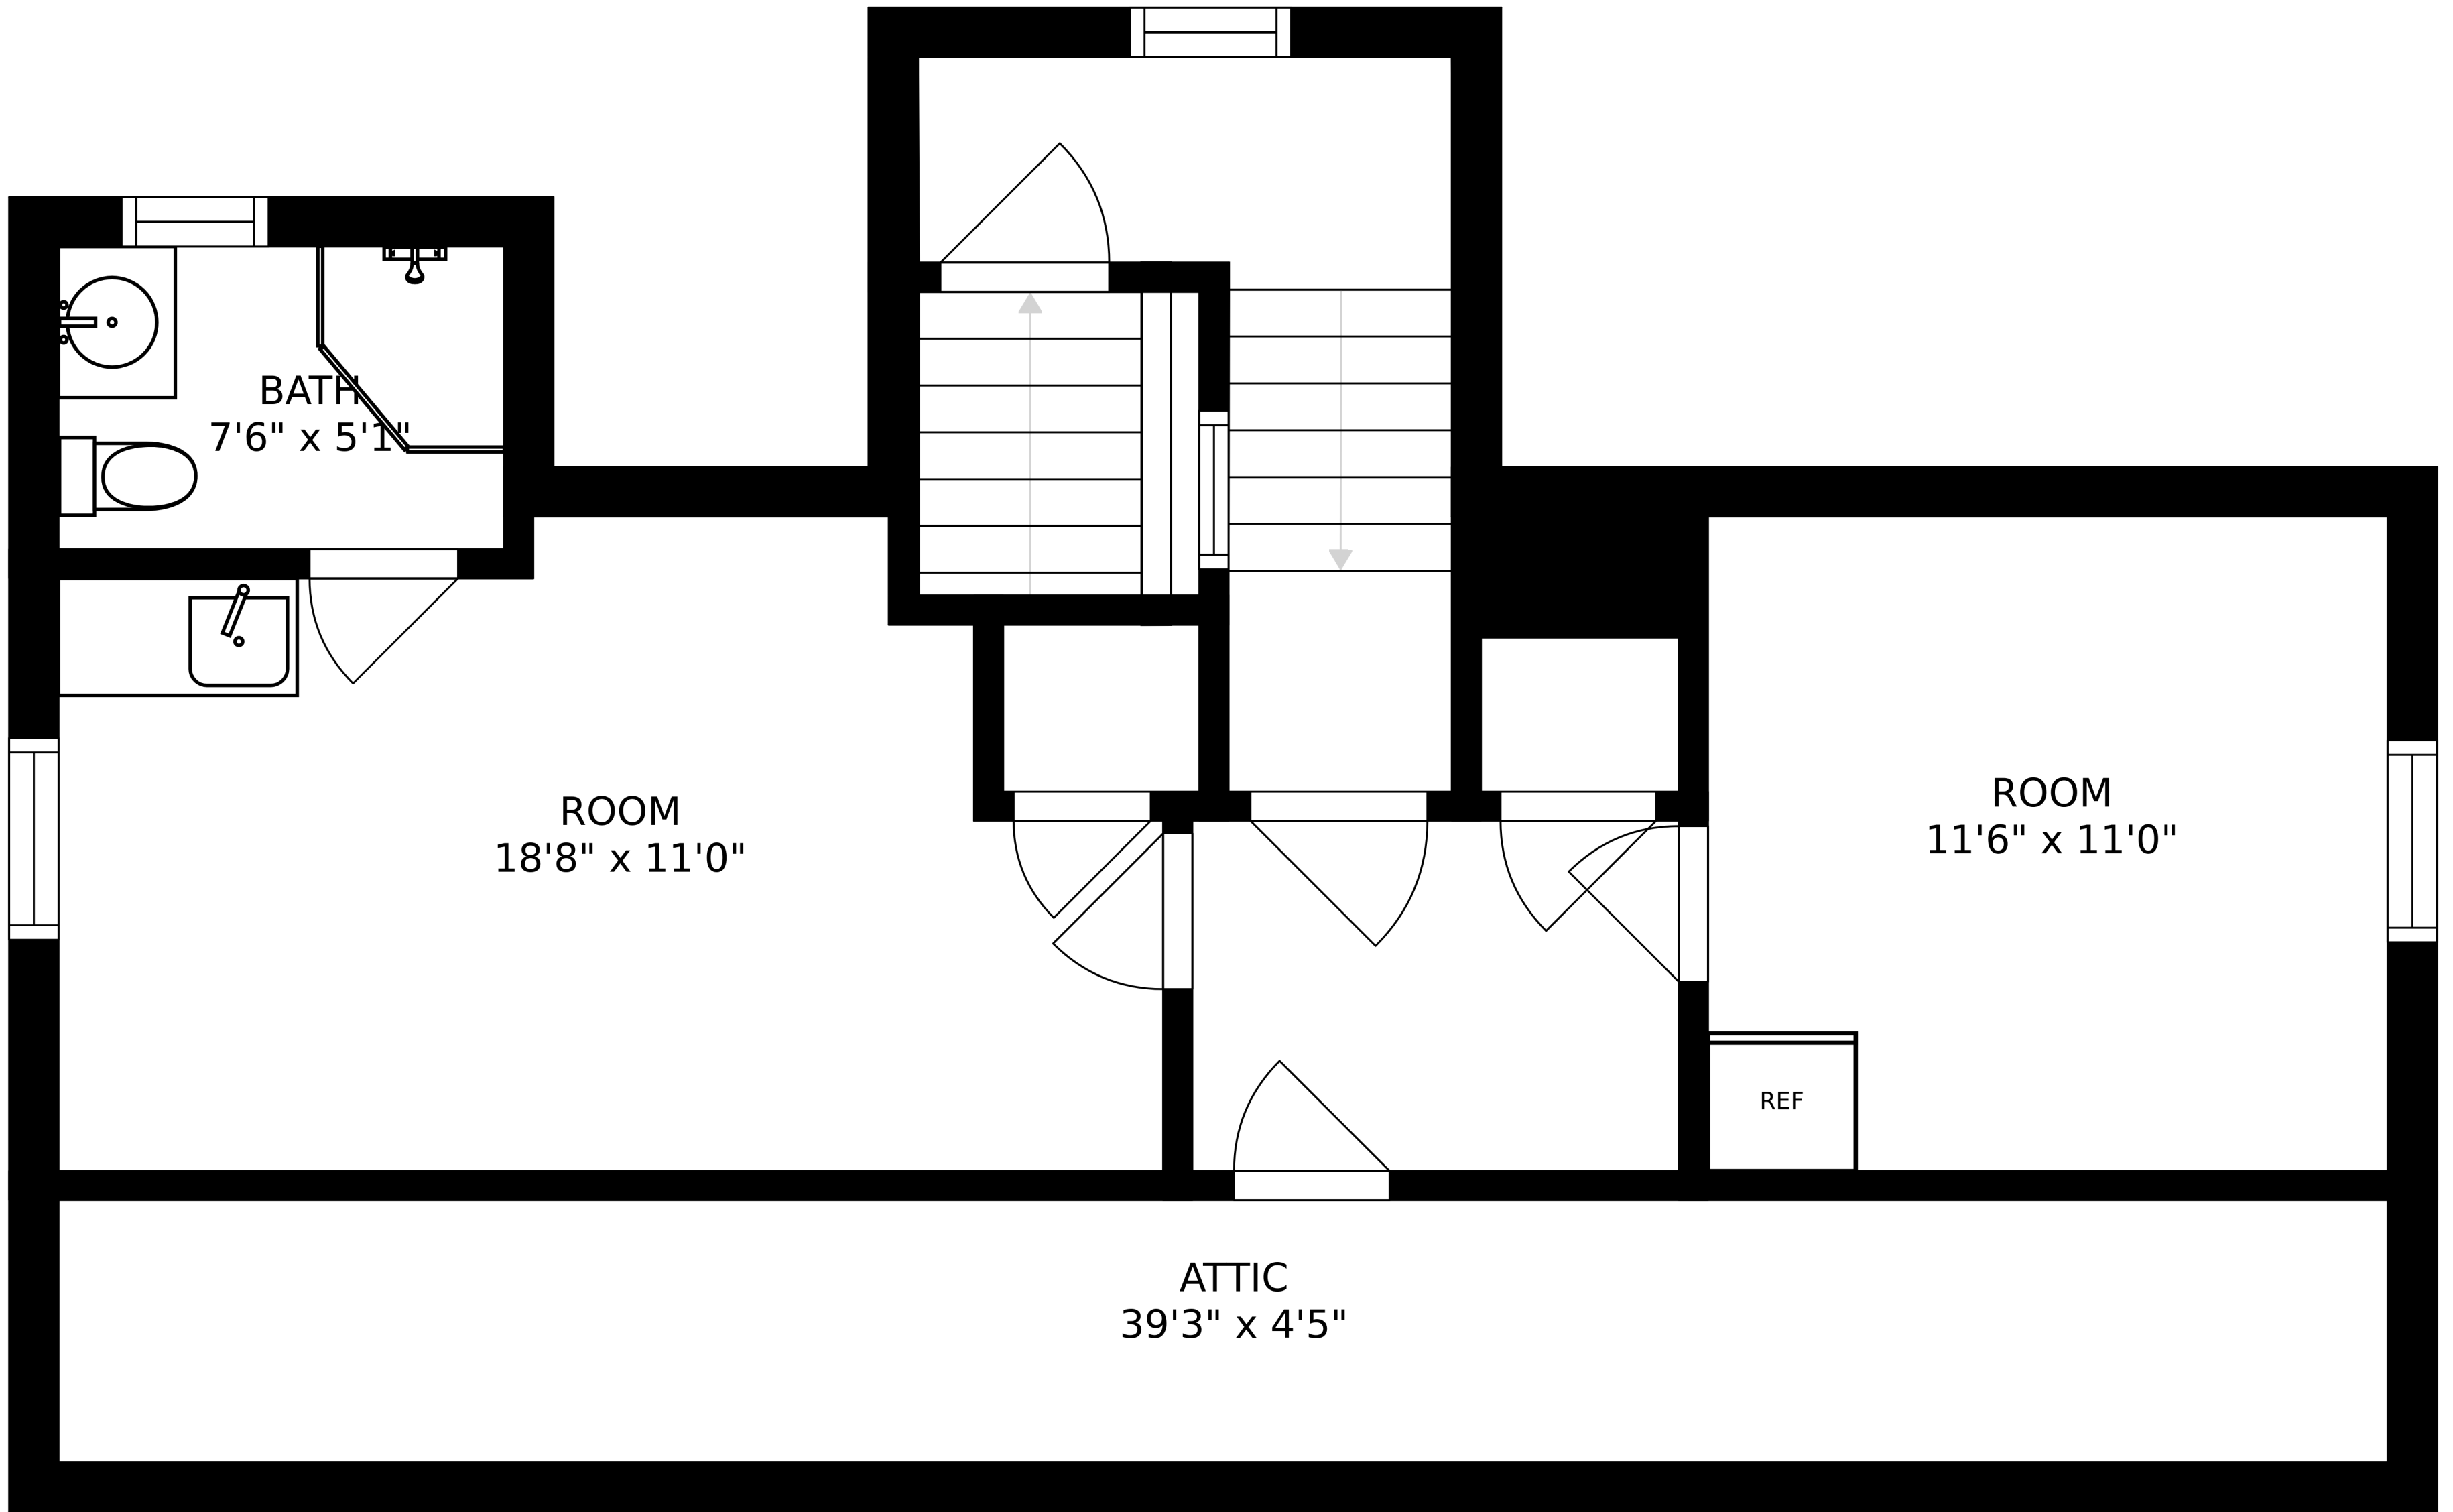 BATH
7'6" x 5'1"
ROOM
18'8" x 11'0"
ROOM
11'6" x 11'0"
REF
ATTIC
39'3" x 4'5"